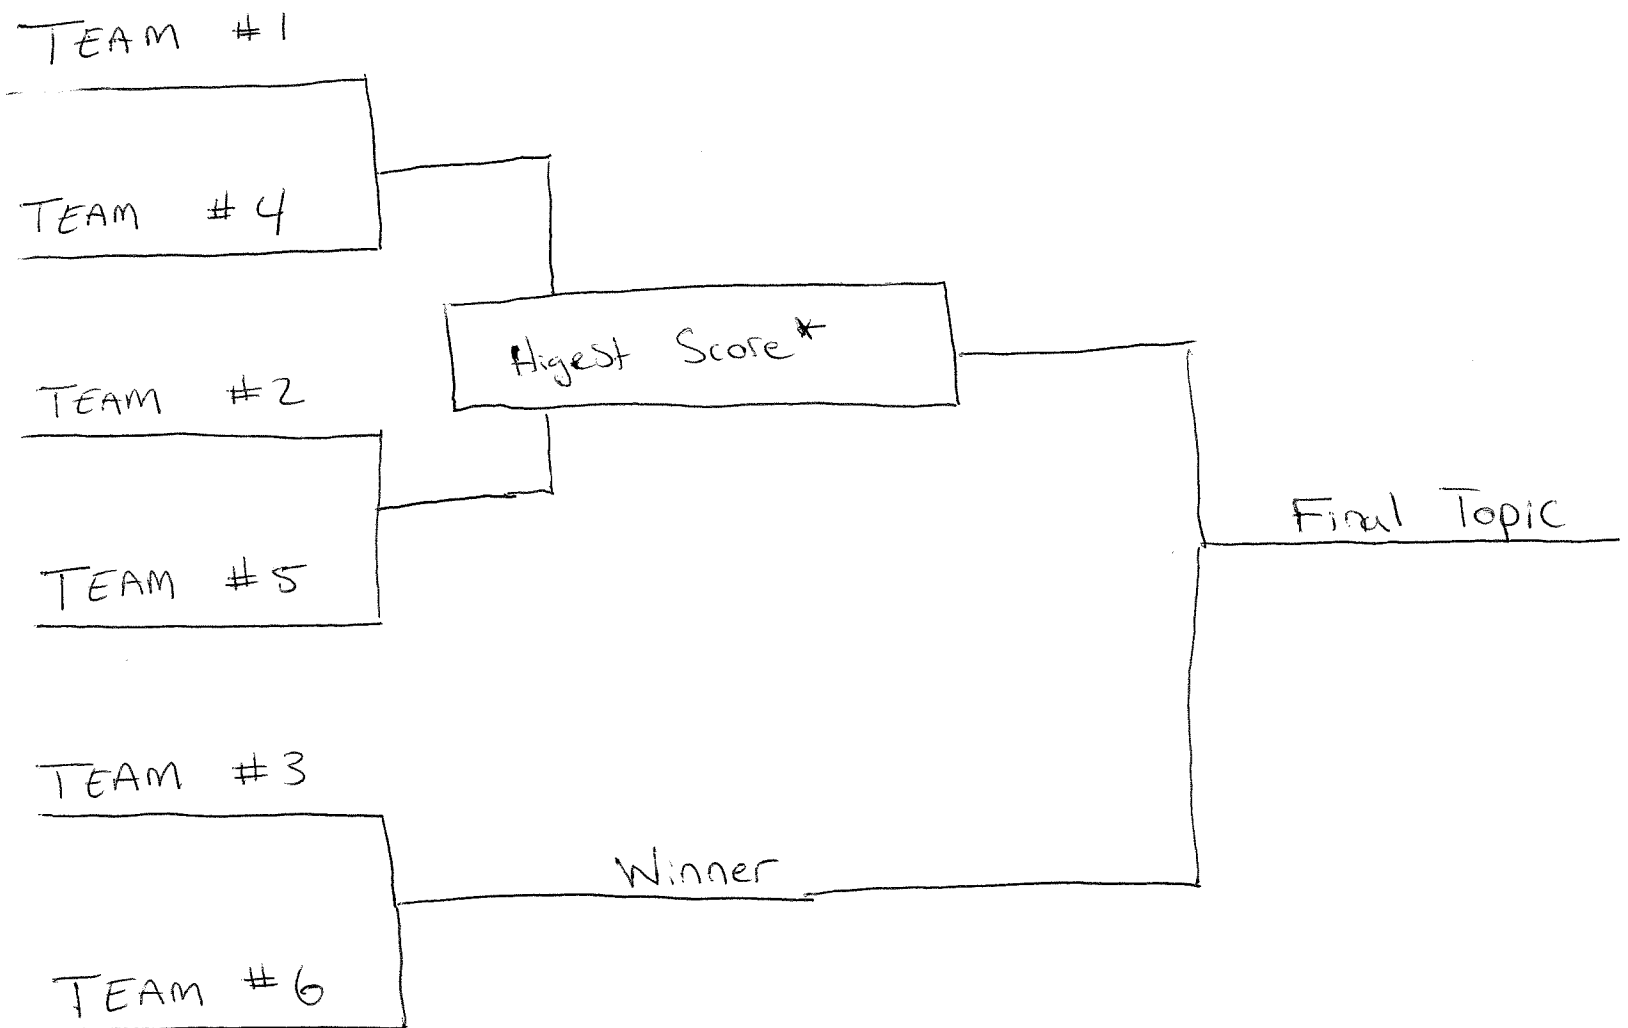 TEAM #1
TEAM #4
Higest Score*
TEAM #2
Final Topic
TEAM #5
TEAM #3
Winner
TEAM #6